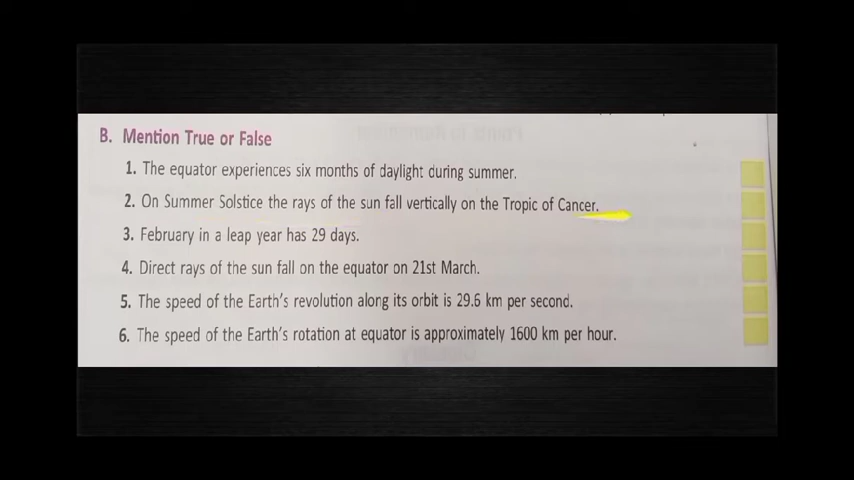 B. Mention True or False
1. The equator experiences six months of daylight during summer.
2. On Summer Solstice the rays of the sun fall vertically on the Tropic of Cancer.
3. February in a leap year has 29 days.
4. Direct rays of the sun fall on the equator on 21st March.
5. The speed of the Earth's revolution along its orbit is 29.6 km per second.
6. The speed of the Earth's rotation at equator is approximately 1600 km per hour.